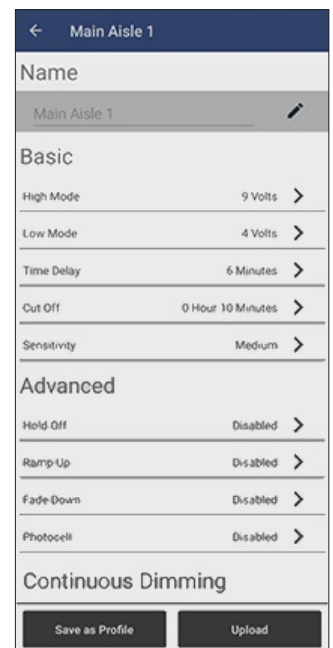 Main Aisle 1
Name
Main Aisle 1
Basic
High Mode 9 Volts
Low Mode 4 Volts
Time Delay 6 Minutes
Cut Off 0 Hour 10 Minutes
Sensitivity Medium
Advanced
Hold Off Disabled
Ramp Up Disabled
Fade Down Disabled
Photocell Disabled
Continuous Dimming
Save as Profile Upload